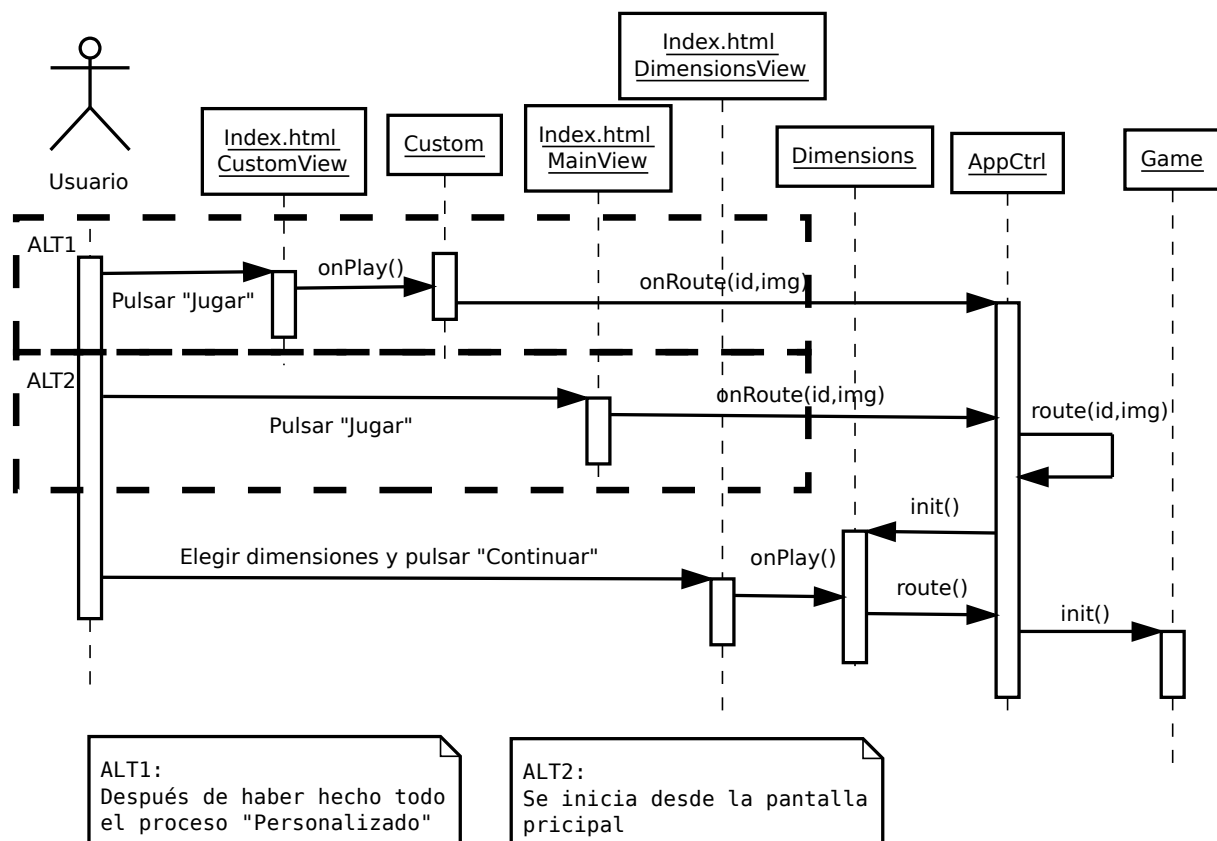 Index.html
DimensionsView
Index.html
CustomView
Custom
Index.html
MainView
Dimensions
AppCtrl
Game
Usuario
ALT1
onPlay()
Pulsar "Jugar"
onRoute(id,img)
ALT2
onRoute(id,img)
route(id,img)
Pulsar "Jugar"
init()
Elegir dimensiones y pulsar "Continuar"
onPlay()
route()
init()
ALT1:
Después de haber hecho todo
el proceso "Personalizado"
ALT2:
Se inicia desde la pantalla
pricipal